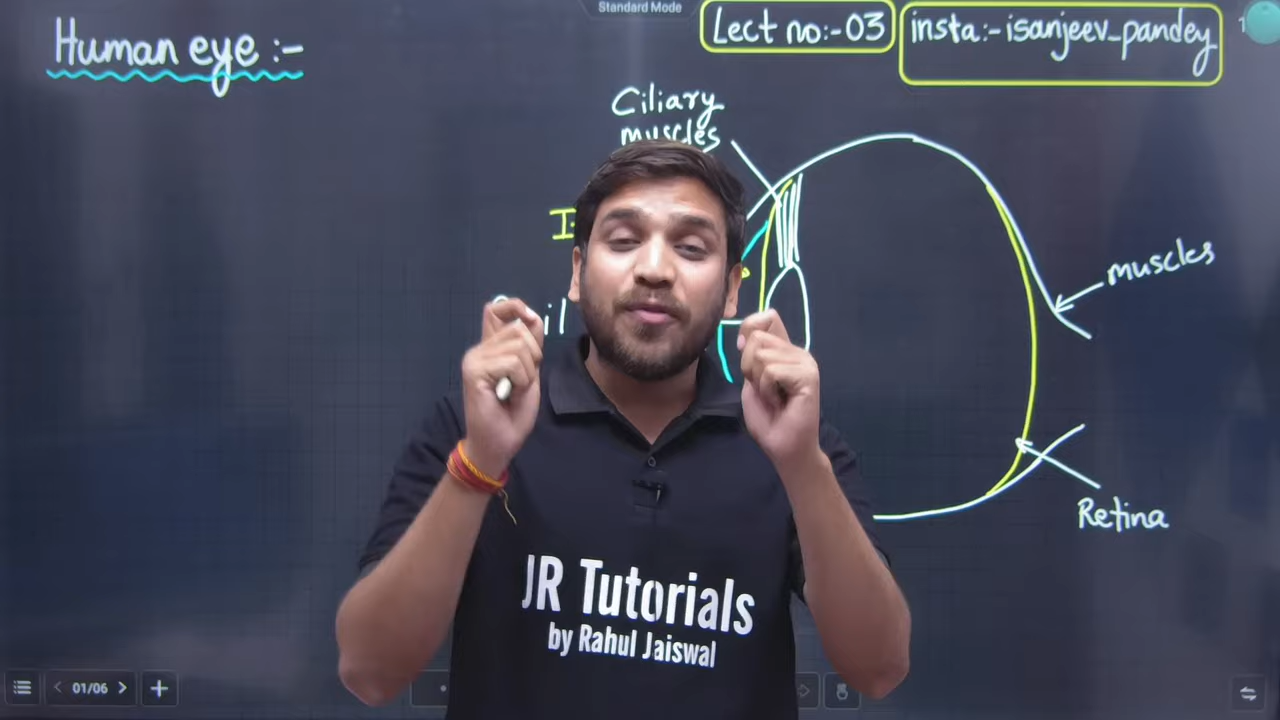 Standard Mode
Human eye :-
Lect no:-03
insta:-isanjeev_pandey
Ciliary
muscles
muscles
Retina
JR Tutorials
by Rahul Jaiswal
01/06